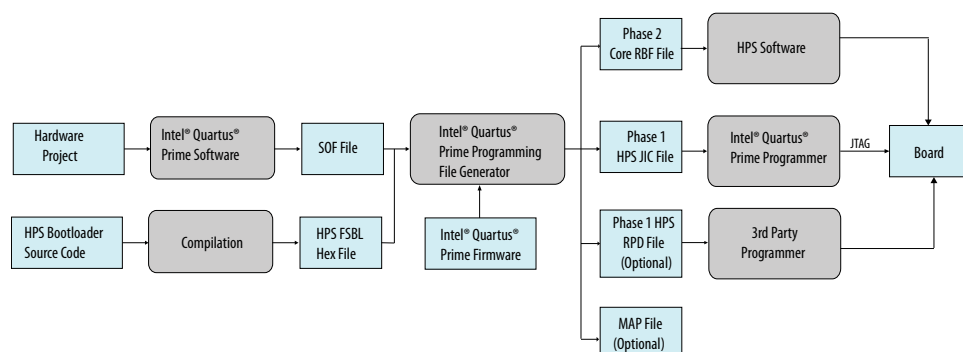 Phase 2
Core RBF File
HPS Software
Hardware
Project
Intel® Quartus®
Prime Software
SOF File
Intel® Quartus®
Prime Programming
File Generator
Phase 1
HPS JIC File
Intel® Quartus®
Prime Programmer
JTAG
Board
HPS Bootloader
Source Code
Compilation
HPS FSBL
Hex File
Intel® Quartus®
Prime Firmware
Phase 1 HPS
RPD File
(Optional)
3rd Party
Programmer
MAP File
(Optional)